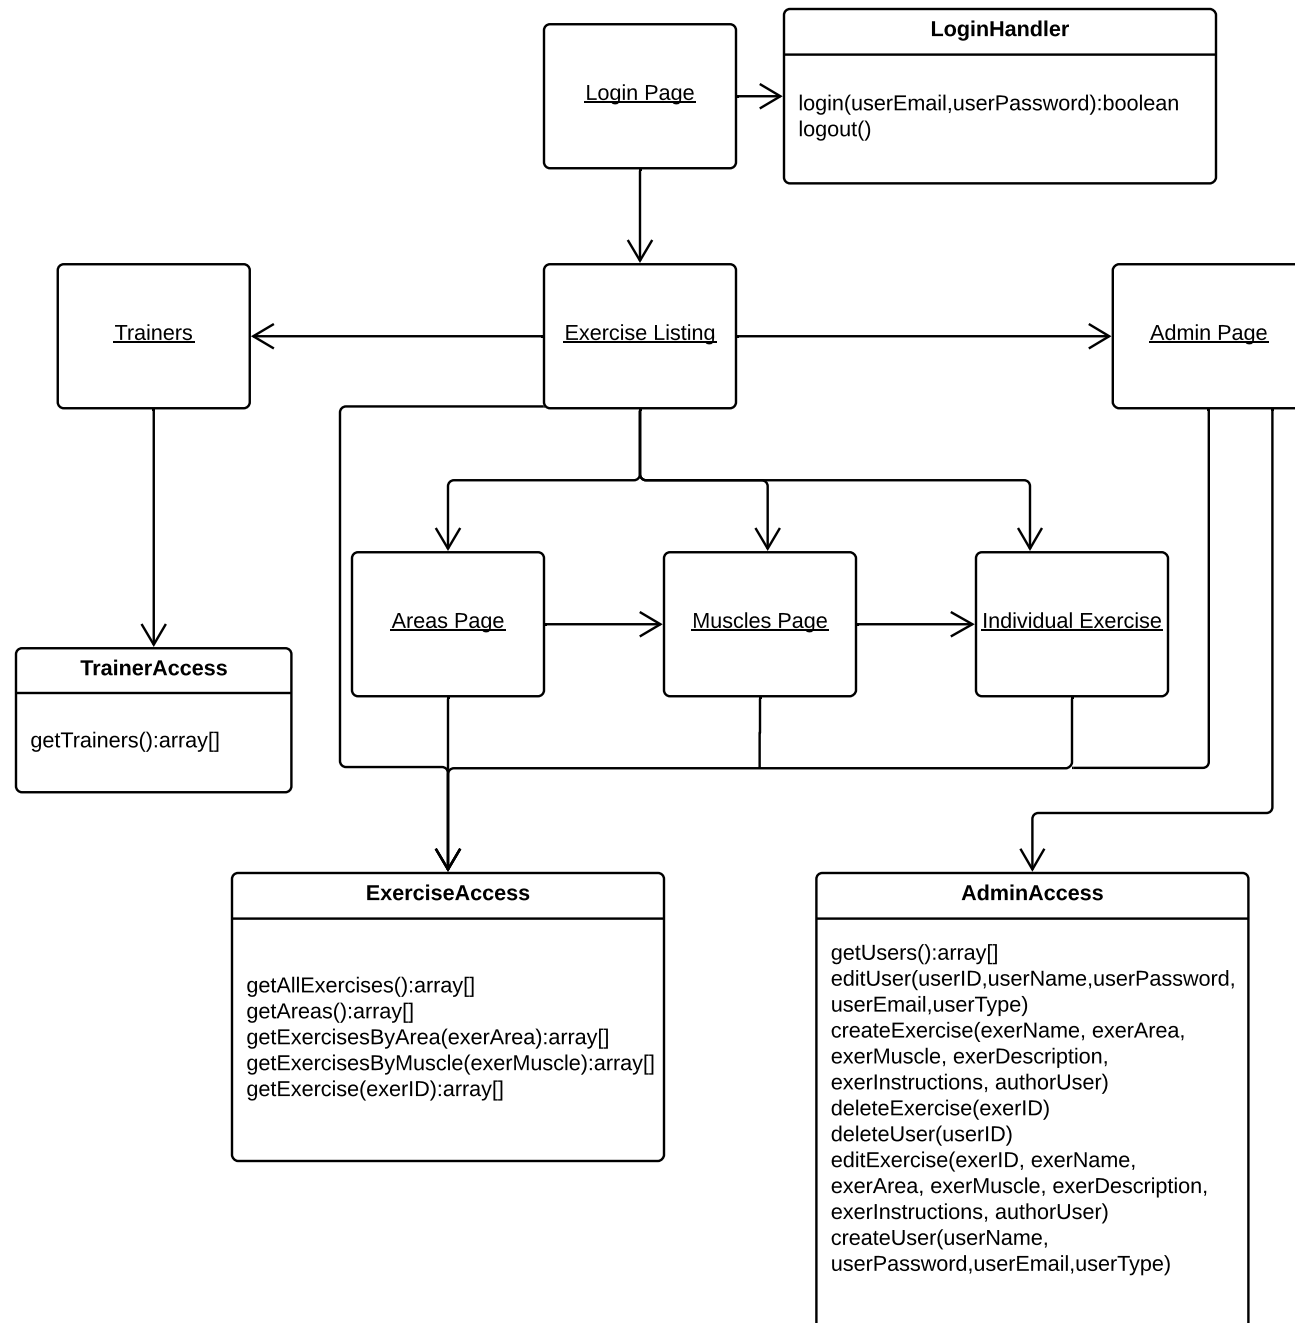 LoginHandler
Login Page
login(userEmail,userPassword):boolean
logout()
Trainers
Exercise Listing
Admin Page
Areas Page
Muscles Page
Individual Exercise
TrainerAccess
getTrainers():array[]
ExerciseAccess
getAllExercises():array[]
getAreas():array[]
getExercisesByArea(exerArea):array[]
getExercisesByMuscle(exerMuscle):array[]
getExercise(exerID):array[]
AdminAccess
getUsers():array[]
editUser(userID,userName,userPassword,
userEmail,userType)
createExercise(exerName, exerArea,
exerMuscle, exerDescription,
exerInstructions, authorUser)
deleteExercise(exerID)
deleteUser(userID)
editExercise(exerID, exerName,
exerArea, exerMuscle, exerDescription,
exerInstructions, authorUser)
createUser(userName,
userPassword,userEmail,userType)